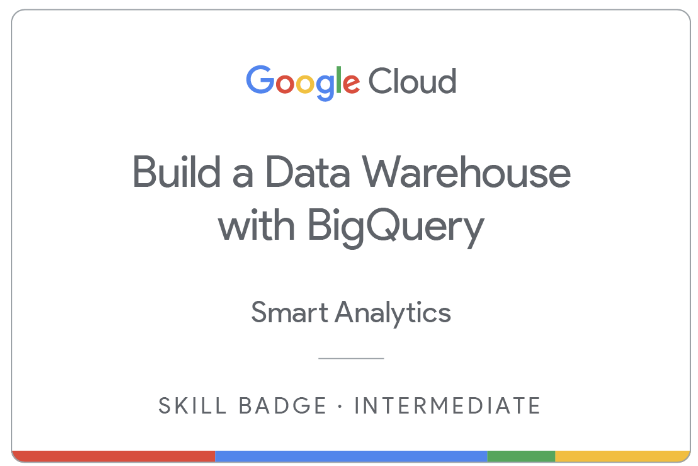 Google Cloud
Build a Data Warehouse
with BigQuery
Smart Analytics
SKILL BADGE · INTERMEDIATE